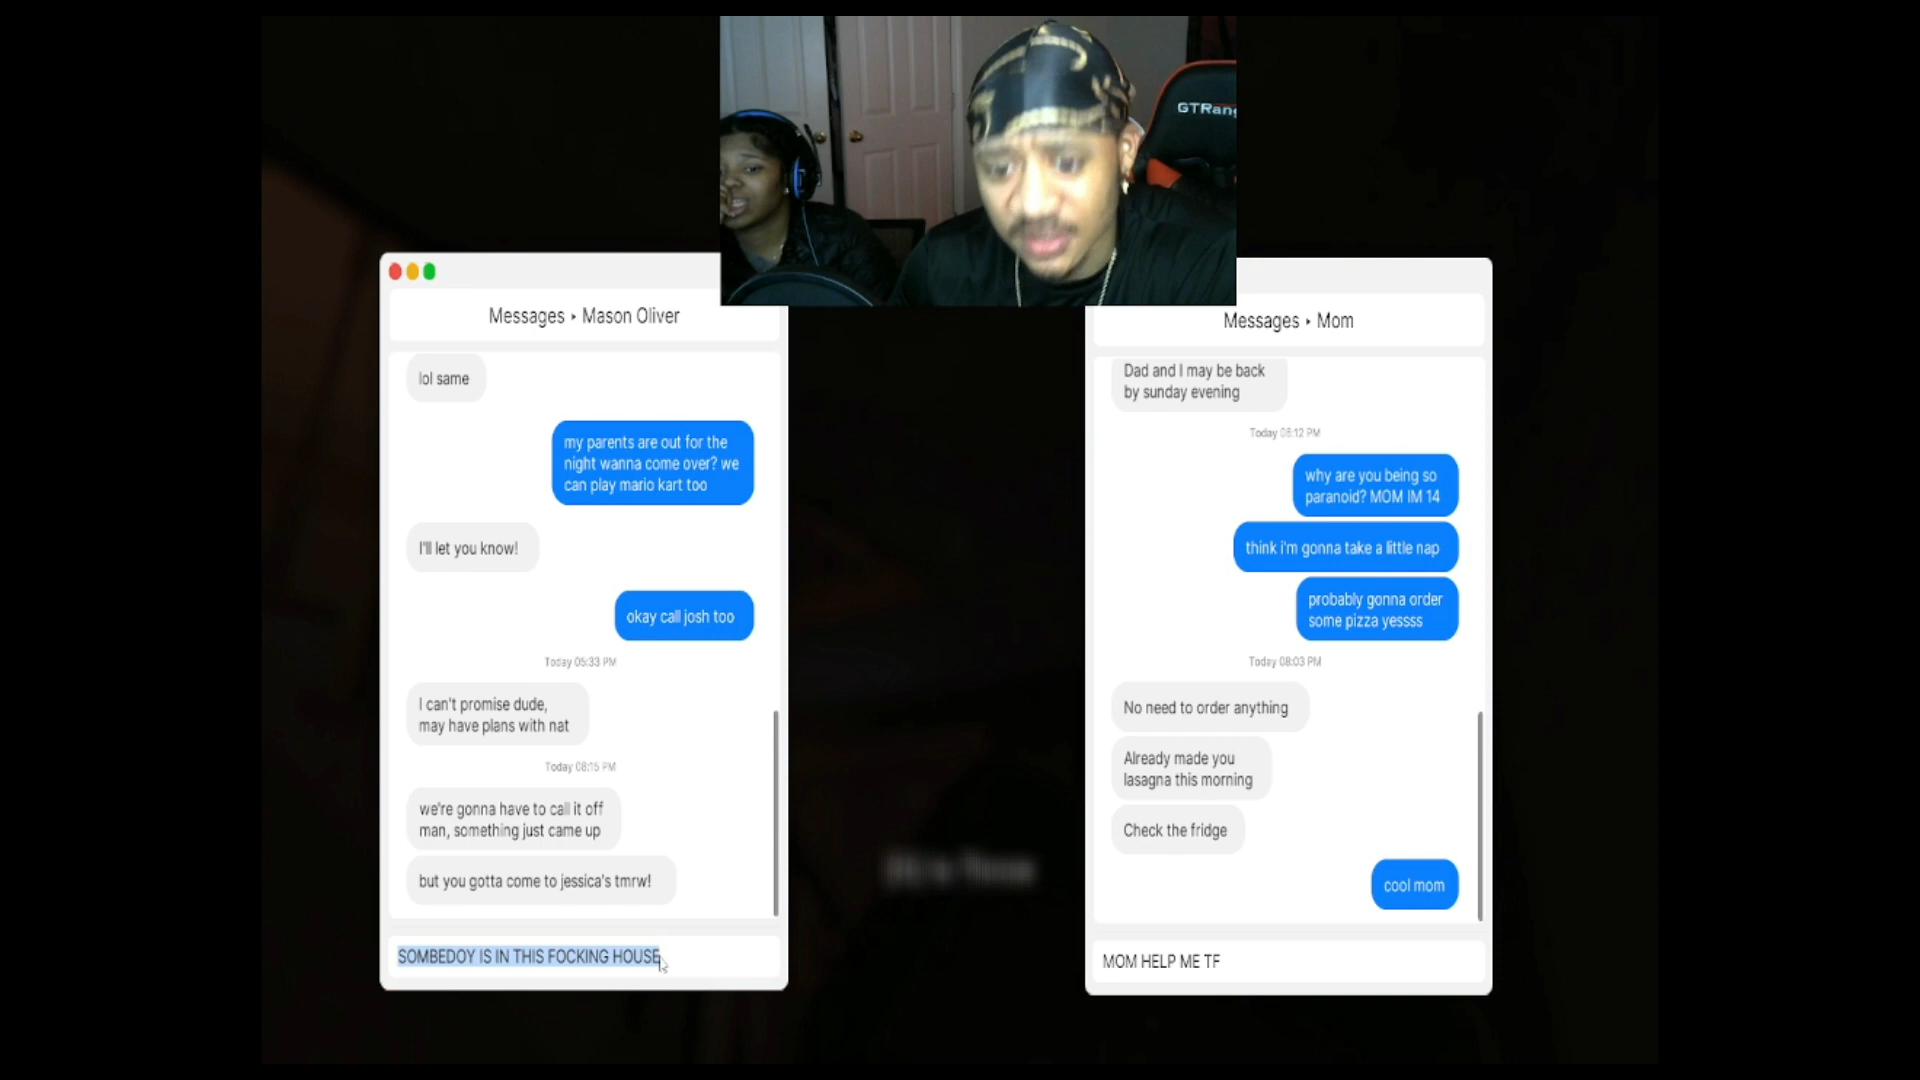 GTRan
Messages ‣ Mason Oliver
lol same
my parents are out for the
night wanna come over? we
can play mario kart too
I'll let you know!
okay call josh too
Today 05:33 PM
I can't promise dude,
may have plans with nat
Today 08:15 PM
we're gonna have to call it off
man, something just came up
but you gotta come to jessica's tmrw!
SOMBEDOY IS IN THIS FOCKING HOUSE
Messages ‣ Mom
Dad and I may be back
by sunday evening
Today 06:12 PM
why are you being so
paranoid? MOM IM 14
think i'm gonna take a little nap
probably gonna order
some pizza yessss
Today 08:03 PM
No need to order anything
Already made you
lasagna this morning
Check the fridge
cool mom
MOM HELP ME TF